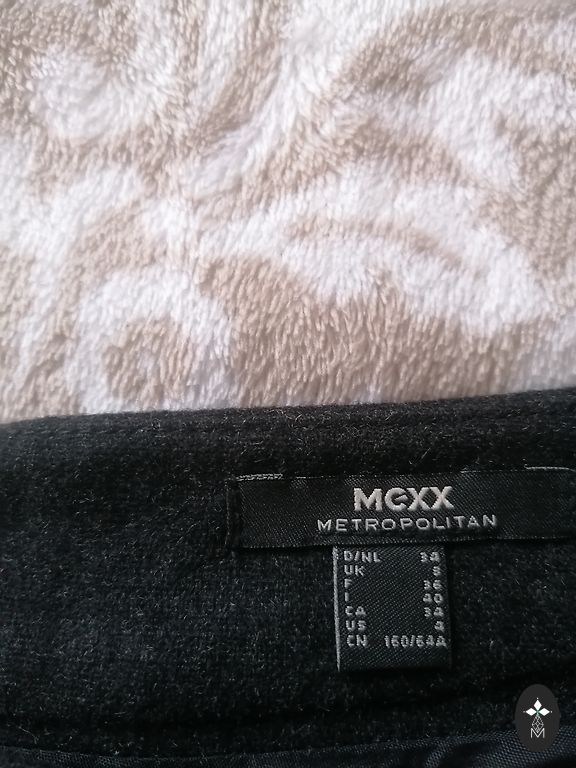 MEXX
METROPOLITAN
D/NL 34
UK 8
F 36
I 40
CA 34
US 4
CN 160/64A
M